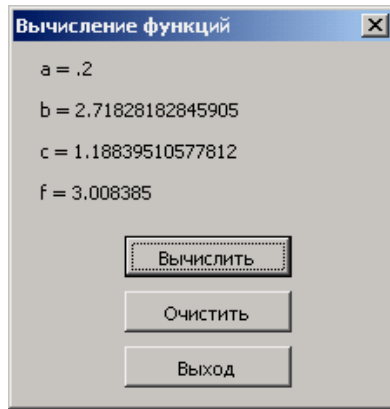 Вычисление функций
a = .2
b = 2.71828182845905
c = 1.18839510577812
f = 3.008385
Вычислить
Очистить
Выход